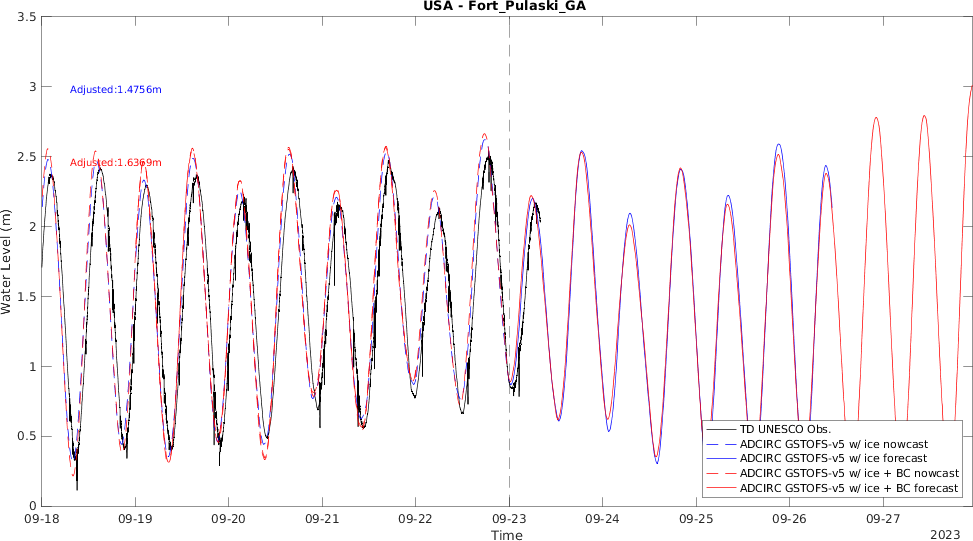 USA - Fort_Pulaski_GA
3.5
3
2.5
2
1.5
1
0.5
0
Water Level (m)
Adjusted:1.4756m
Adjusted:1.6369m
TD UNESCO Obs.
ADCIRC GSTOFS-v5 w/ ice nowcast
ADCIRC GSTOFS-v5 w/ ice forecast
ADCIRC GSTOFS-v5 w/ ice + BC nowcast
ADCIRC GSTOFS-v5 w/ ice + BC forecast
09-18 09-19 09-20 09-21 09-22 09-23 09-24 09-25 09-26 09-27
Time
2023